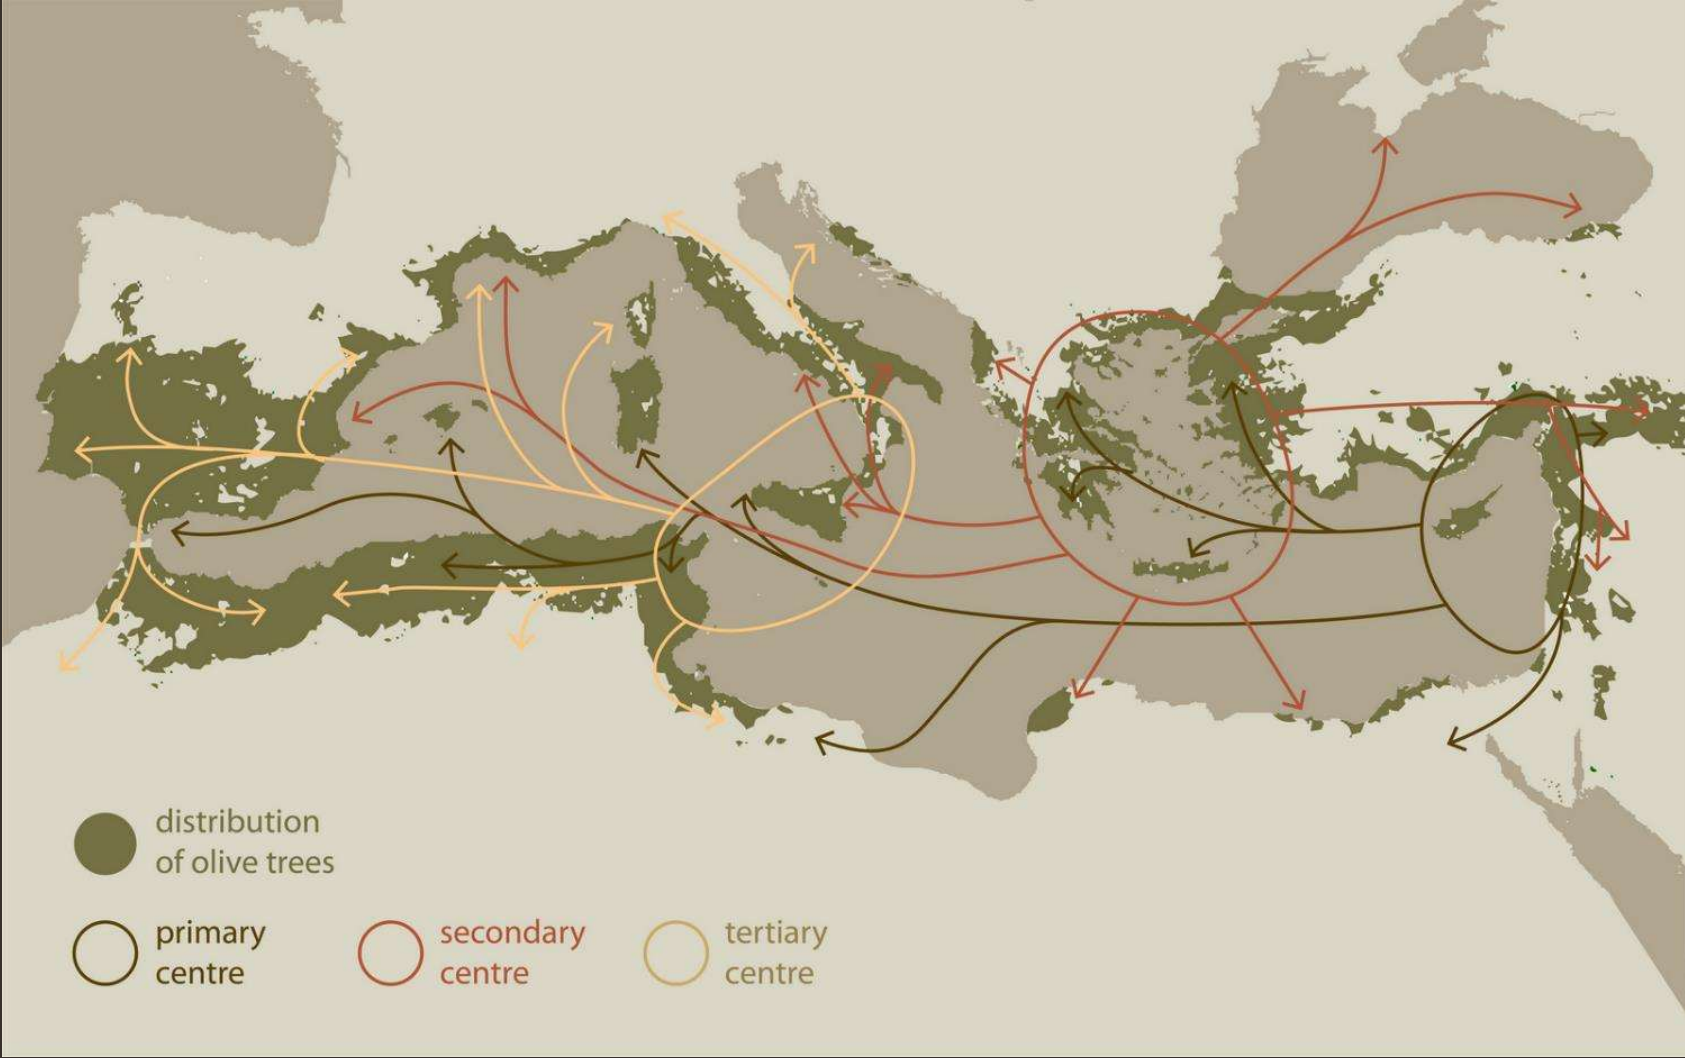 distribution
of olive trees
primary
centre
secondary
centre
tertiary
centre